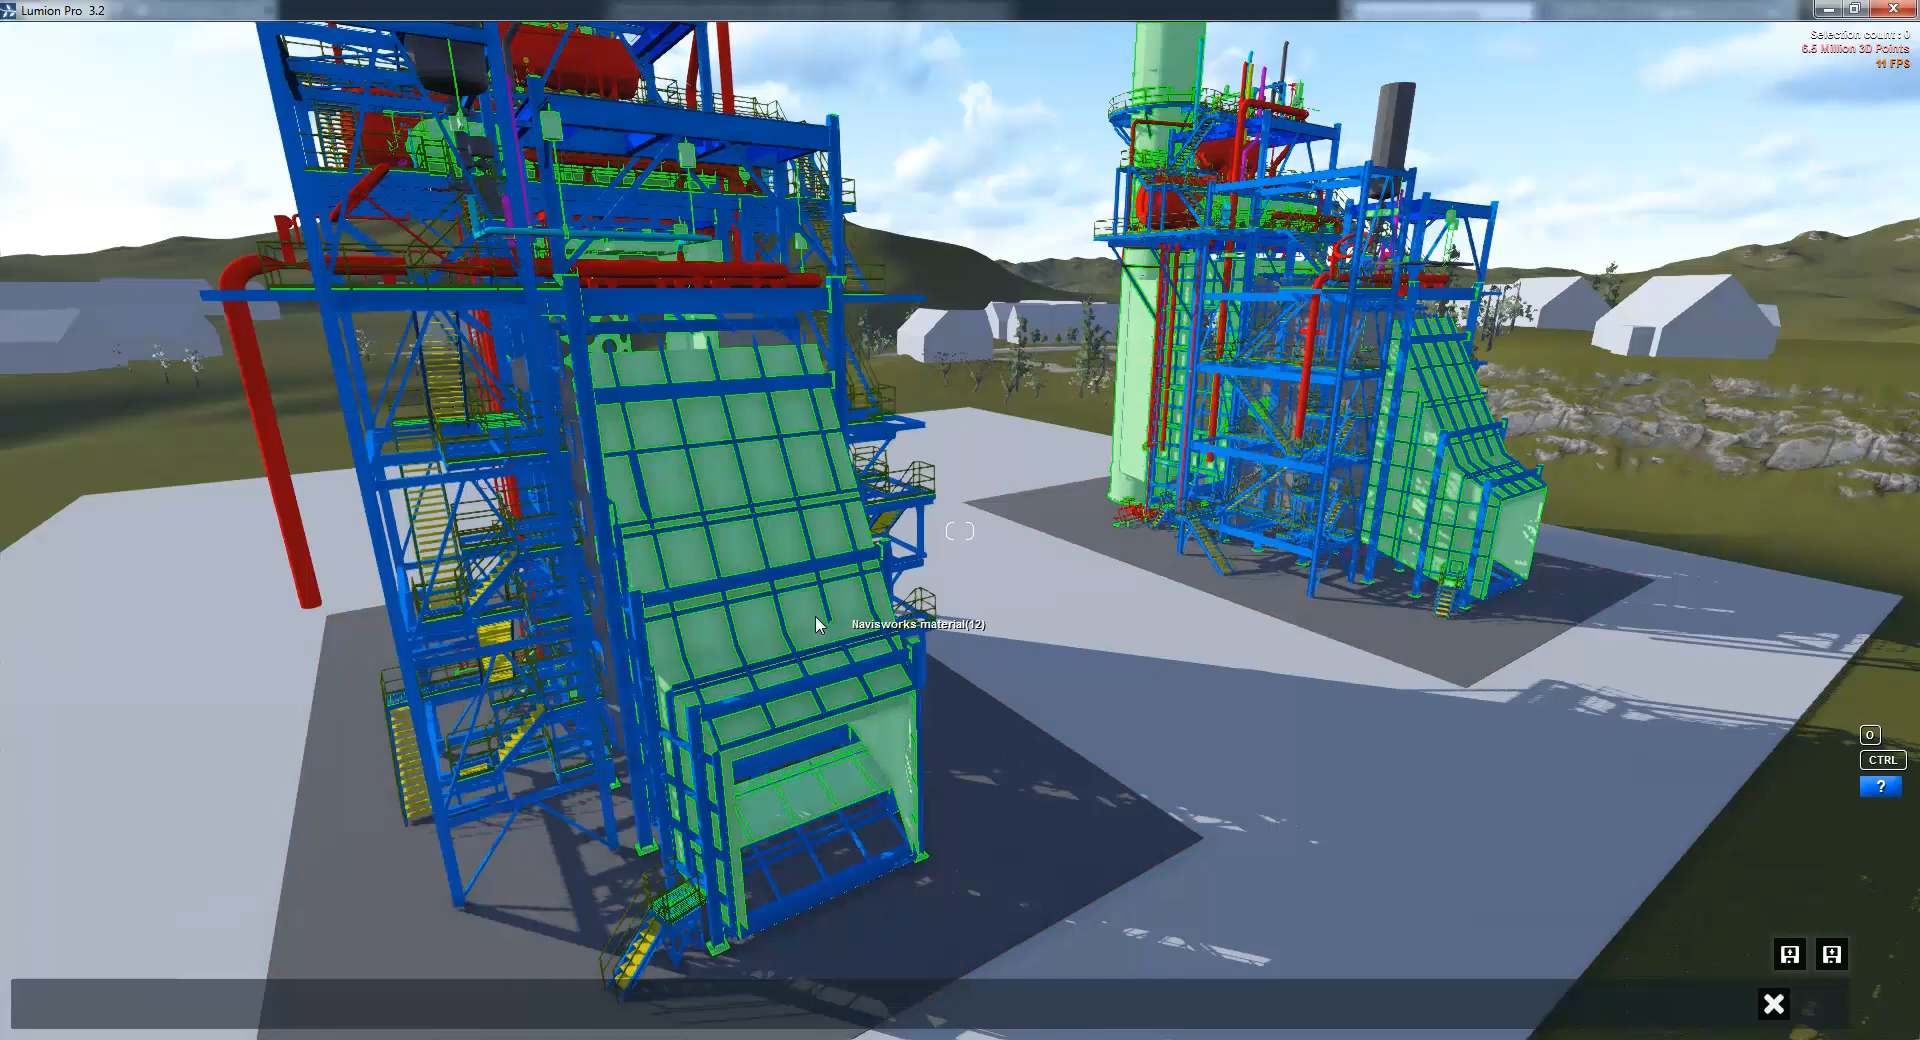 Lumion Pro 3.2
Selection count : 0
6.5 Million 3D Points
11 FPS
Navisworks material(12)
O
CTRL
?